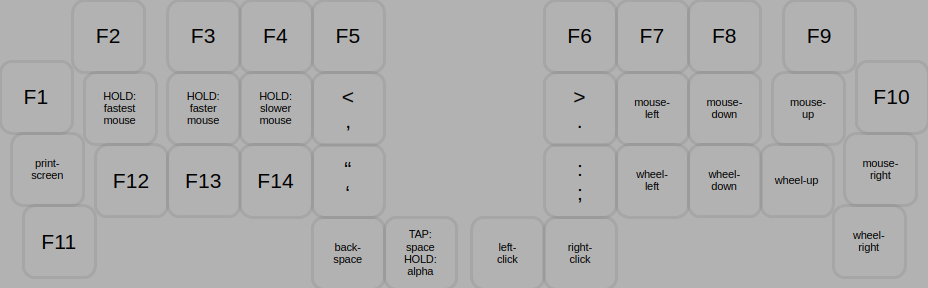 F2
F3
F4
F5
F6
F7
F8
F9
F1
HOLD:
fastest
mouse
HOLD:
faster
mouse
HOLD:
slower
mouse
<
,
>
.
mouse-
left
mouse-
down
mouse-
up
F10
print-
screen
F12
F13
F14
“
‘
:
;
wheel-
left
wheel-
down
wheel-up
mouse-
right
F11
back-
space
TAP:
space
HOLD:
alpha
left-
click
right-
click
wheel-
right